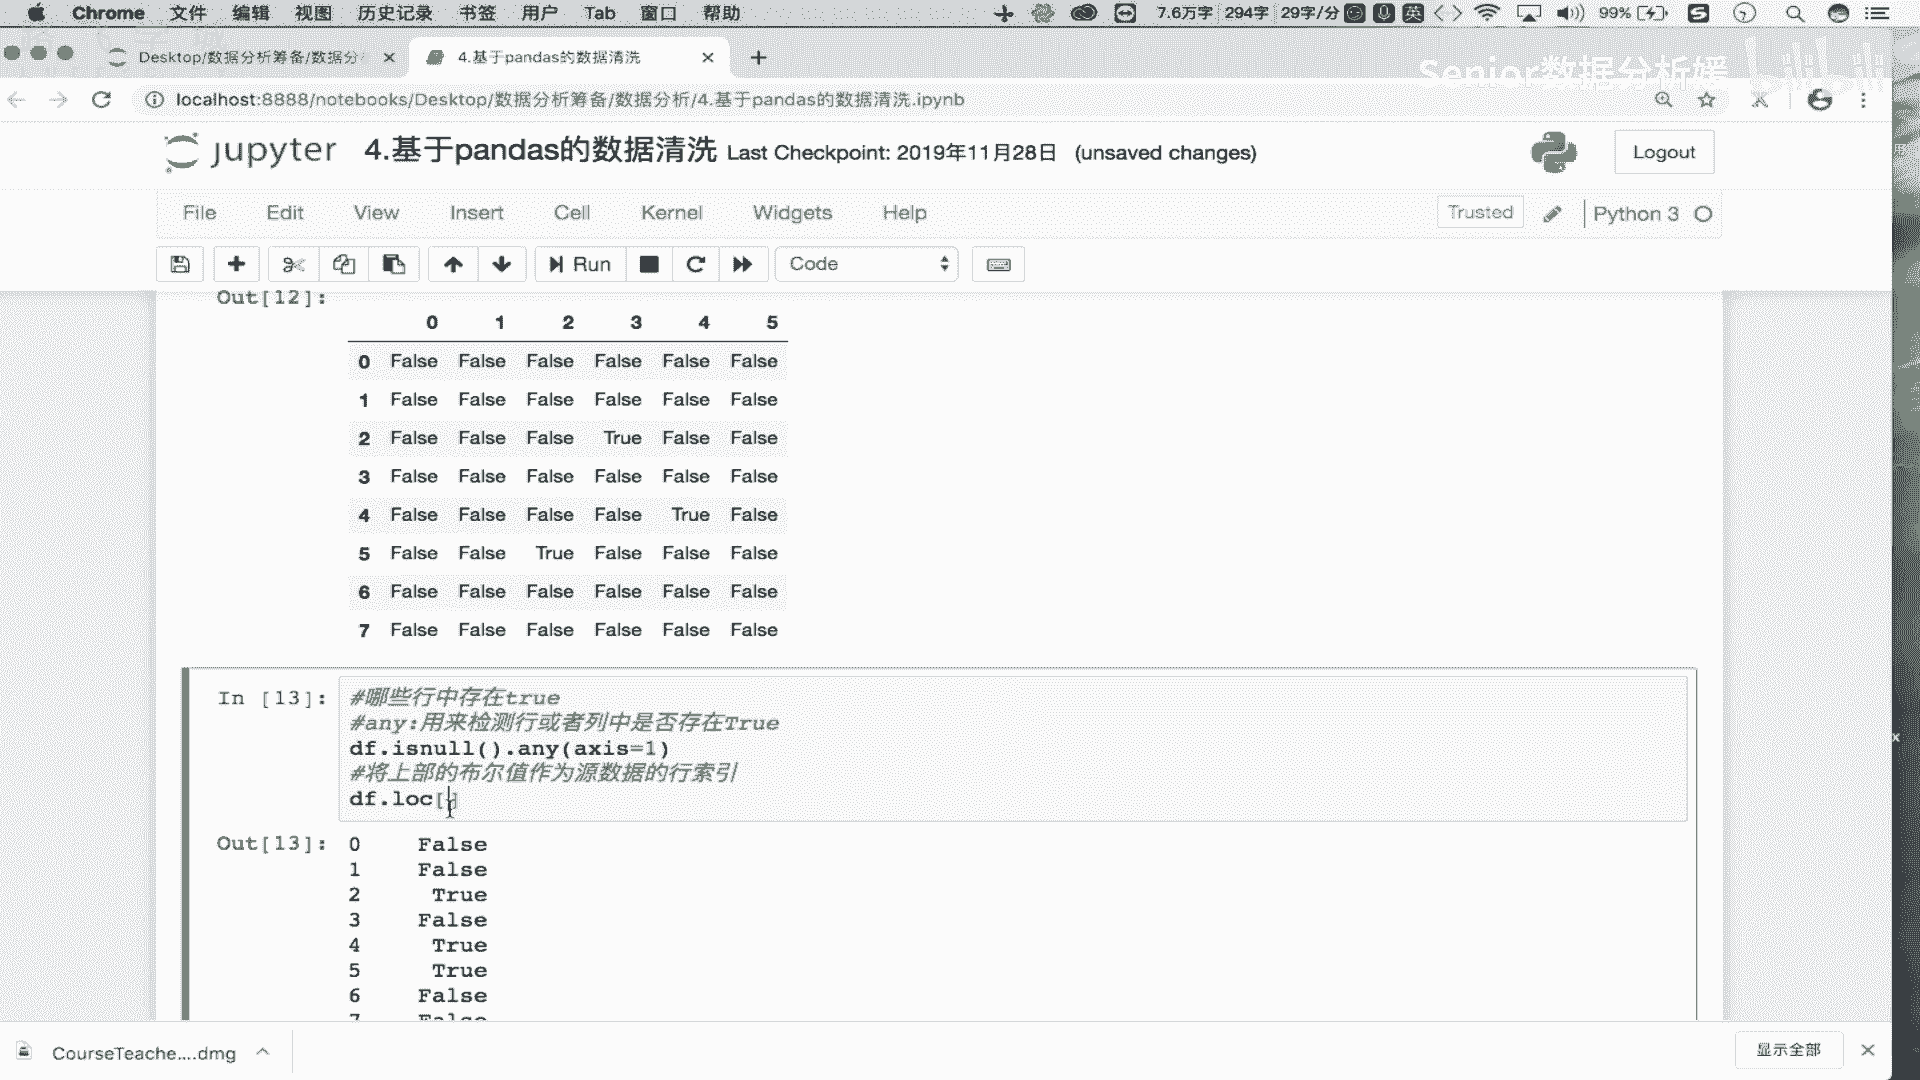 Chrome 文件 编辑 视图 历史记录 书签 用户 Tab 窗口 帮助 7.6万字 294字 29字/分 英 99%
Desktop/数据分析筹备/数据分 4.基于pandas的数据清洗
Senior数据分析媛 bilibili
localhost:8888/notebooks/Desktop/数据分析筹备/数据分析/4.基于pandas的数据清洗.ipynb
jupyter 4.基于pandas的数据清洗 Last Checkpoint: 2019年11月28日 (unsaved changes) Logout
File Edit View Insert Cell Kernel Widgets Help Trusted Python 3
Run Code
Out[12]:
0 1 2 3 4 5
0 False False False False False False
1 False False False False False False
2 False False False True False False
3 False False False False False False
4 False False False False True False
5 False False True False False False
6 False False False False False False
7 False False False False False False
In [13]: #哪些行中存在true
#any:用来检测行或者列中是否存在True
df.isnull().any(axis=1)
#将上部的布尔值作为源数据的行索引
df.loc[]
Out[13]: 0 False
1 False
2 True
3 False
4 True
5 True
6 False
7 False
CourseTeache....dmg 显示全部